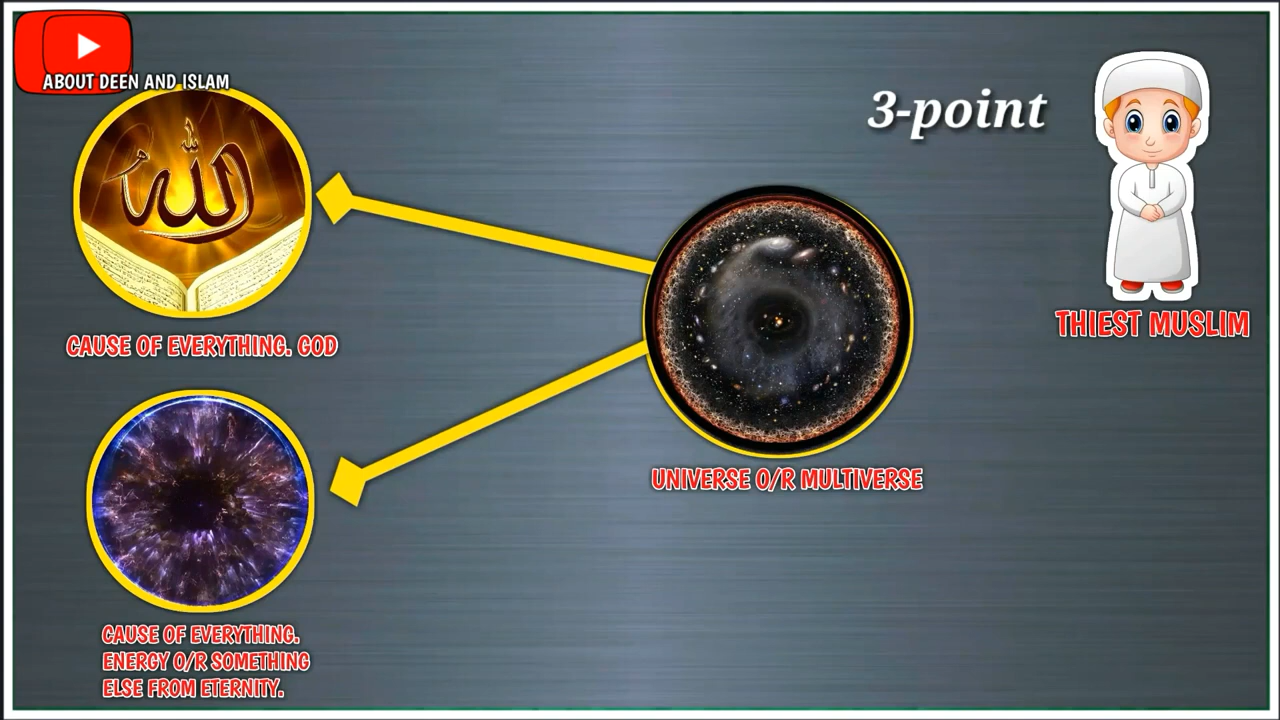 ABOUT DEEN AND ISLAM
3-point
الله
THIEST MUSLIM
CAUSE OF EVERYTHING. GOD
UNIVERSE O/R MULTIVERSE
CAUSE OF EVERYTHING.
ENERGY O/R SOMETHING
ELSE FROM ETERNITY.